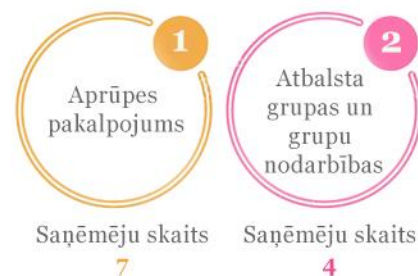 1
Aprūpes
pakalpojums
Saņēmēju skaits
7
2
Atbalsta
grupas un
grupu
nodarbības
Saņēmēju skaits
4